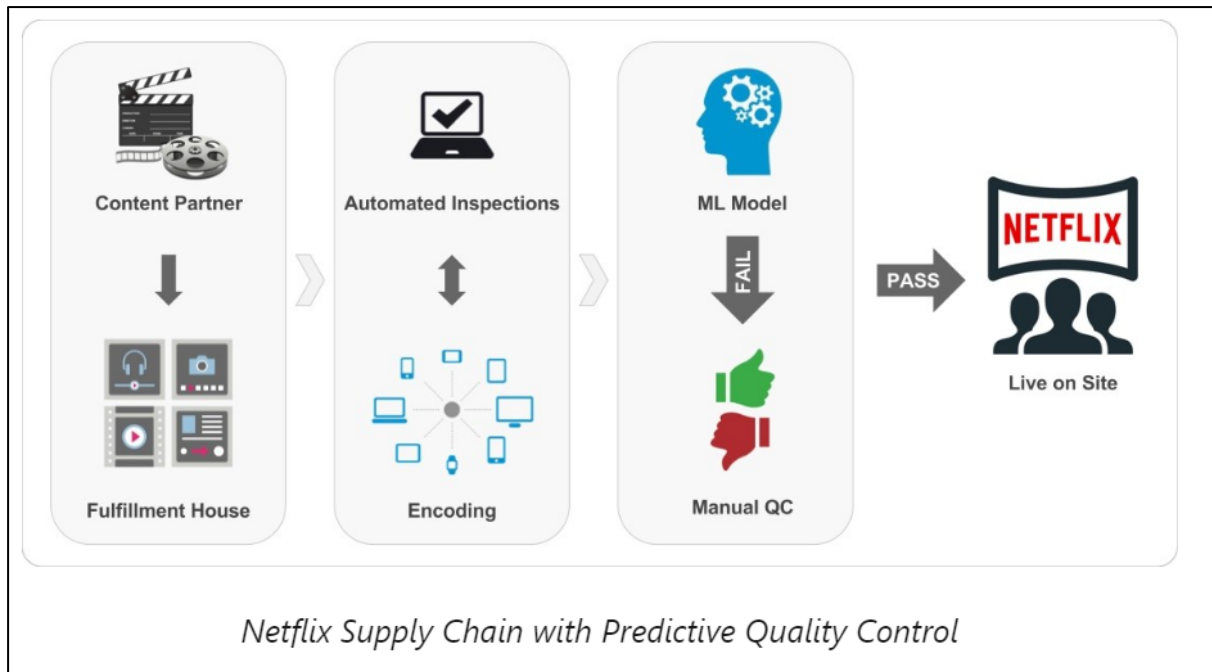 Content Partner
Fulfillment House
Automated Inspections
Encoding
ML Model
FAIL
Manual QC
PASS
NETFLIX
Live on Site
Netflix Supply Chain with Predictive Quality Control